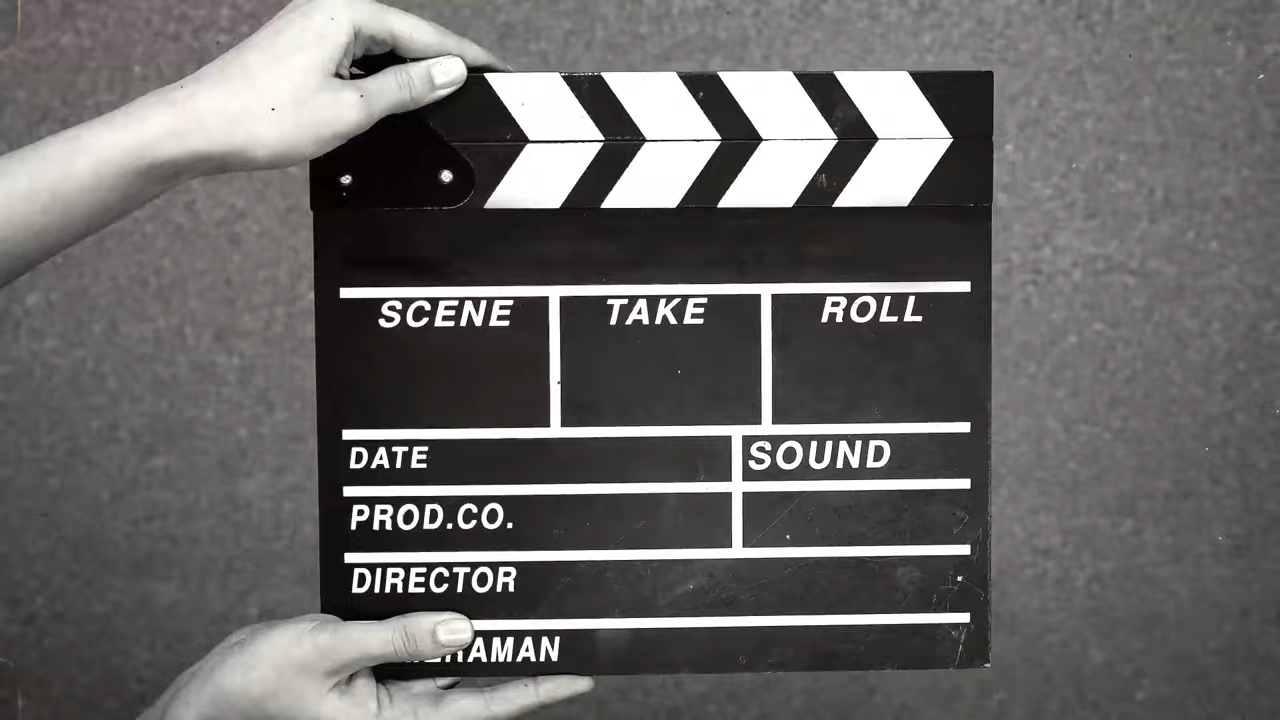 SCENE TAKE ROLL
DATE SOUND
PROD.CO.
DIRECTOR